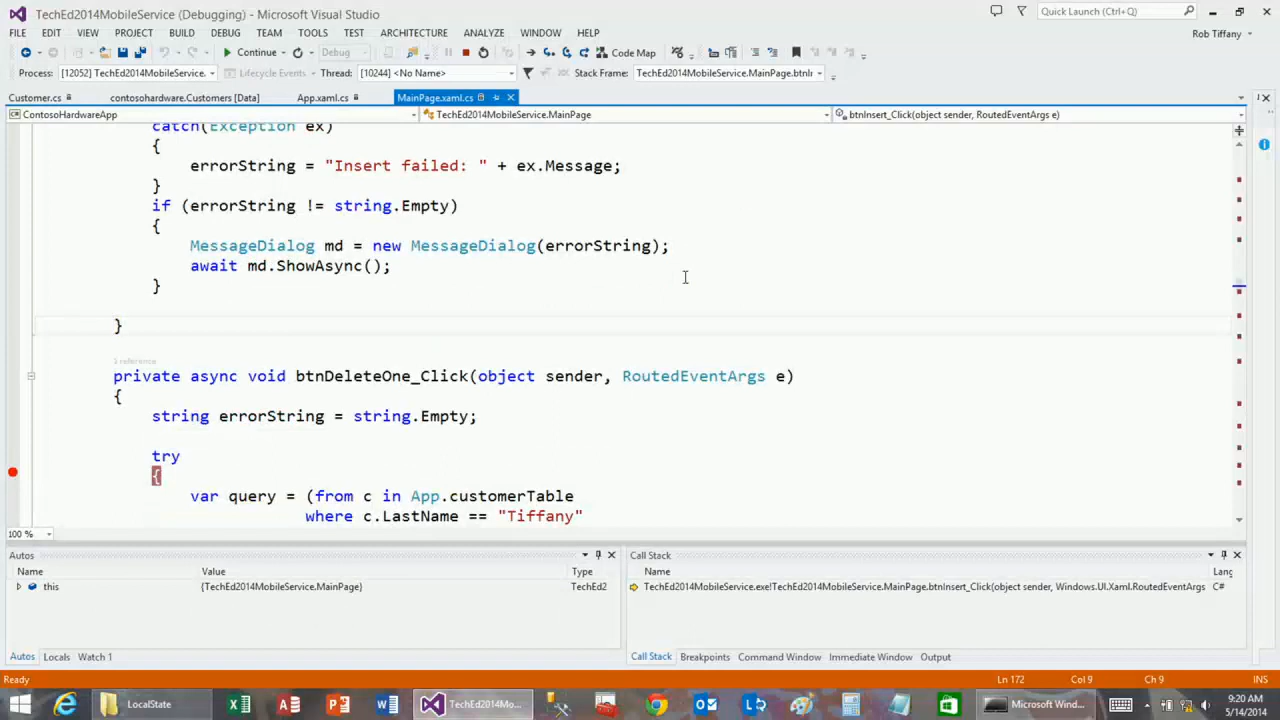 TechEd2014MobileService (Debugging) - Microsoft Visual Studio
Quick Launch (Ctrl+Q)
FILE EDIT VIEW PROJECT BUILD DEBUG TEAM TOOLS TEST ARCHITECTURE ANALYZE WINDOW HELP
Rob Tiffany
Continue Debug Code Map
Process: [12052] TechEd2014MobileService. Lifecycle Events Thread: [10244] <No Name> Stack Frame: TechEd2014MobileService.MainPage.btnI
Customer.cs contosohardware.Customers [Data] App.xaml.cs MainPage.xaml.cs
ContosoHardwareApp TechEd2014MobileService.MainPage btnInsert_Click(object sender, RoutedEventArgs e)
catch(Exception ex)
{
errorString = "Insert failed: " + ex.Message;
}
if (errorString != string.Empty)
{
MessageDialog md = new MessageDialog(errorString);
await md.ShowAsync();
}
}
1 reference
private async void btnDeleteOne_Click(object sender, RoutedEventArgs e)
{
string errorString = string.Empty;
try
{
var query = (from c in App.customerTable
where c.LastName == "Tiffany"
100 %
Autos
Name Value Type
this {TechEd2014MobileService.MainPage} TechEd2
Autos Locals Watch 1
Call Stack
Name Lang
TechEd2014MobileService.exe!TechEd2014MobileService.MainPage.btnInsert_Click(object sender, Windows.UI.Xaml.RoutedEventArgs C#
Call Stack Breakpoints Command Window Immediate Window Output
Ready Ln 172 Col 9 Ch 9 INS
LocalState TechEd2014Mo... Microsoft Wind... 9:20 AM
5/14/2014